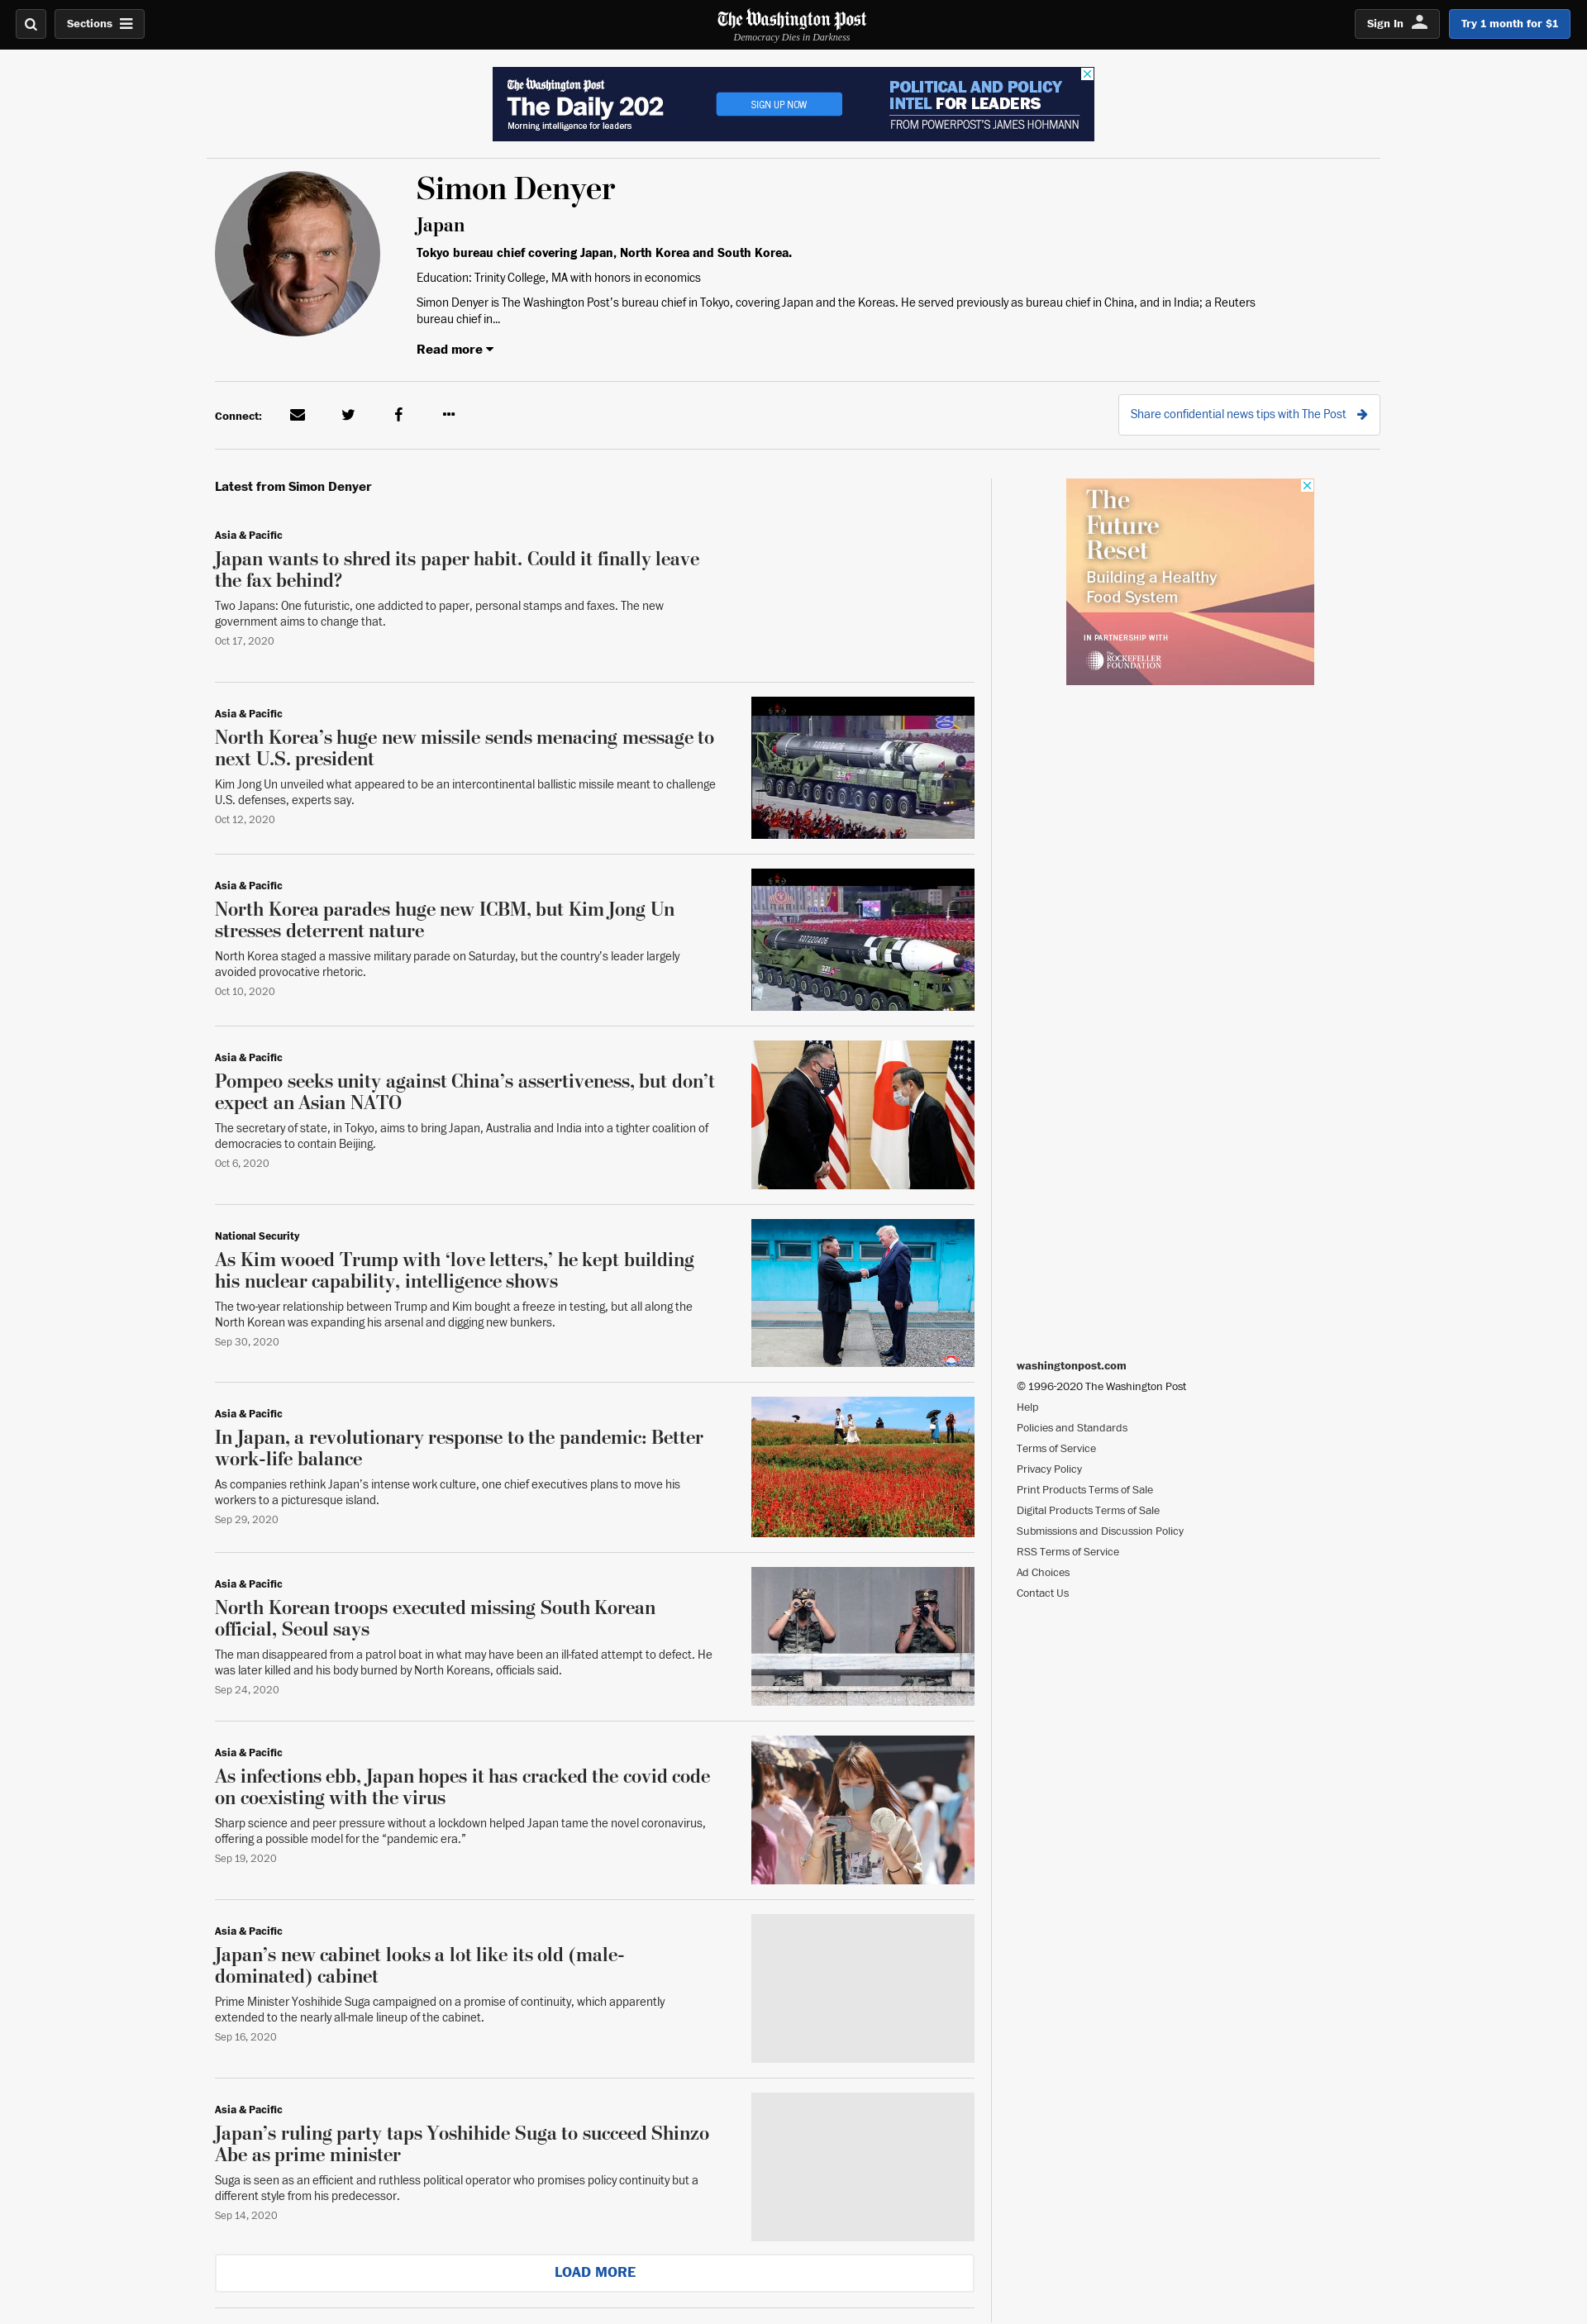 Sections
The Washington Post
Democracy Dies in Darkness
Sign In
Try 1 month for $1
The Washington Post
The Daily 202
Morning intelligence for leaders
SIGN UP NOW
POLITICAL AND POLICY
INTEL FOR LEADERS
FROM POWERPOST'S JAMES HOHMANN
Simon Denyer
Japan
Tokyo bureau chief covering Japan, North Korea and South Korea.
Education: Trinity College, MA with honors in economics
Simon Denyer is The Washington Post’s bureau chief in Tokyo, covering Japan and the Koreas. He served previously as bureau chief in China, and in India; a Reuters
bureau chief in...
Read more
Connect:
Share confidential news tips with The Post
Latest from Simon Denyer
Asia & Pacific
Japan wants to shred its paper habit. Could it finally leave
the fax behind?
Two Japans: One futuristic, one addicted to paper, personal stamps and faxes. The new
government aims to change that.
Oct 17, 2020
The
Future
Reset
Building a Healthy
Food System
IN PARTNERSHIP WITH
THE
ROCKEFELLER
FOUNDATION
Asia & Pacific
North Korea’s huge new missile sends menacing message to
next U.S. president
Kim Jong Un unveiled what appeared to be an intercontinental ballistic missile meant to challenge
U.S. defenses, experts say.
Oct 12, 2020
Asia & Pacific
North Korea parades huge new ICBM, but Kim Jong Un
stresses deterrent nature
North Korea staged a massive military parade on Saturday, but the country’s leader largely
avoided provocative rhetoric.
Oct 10, 2020
Asia & Pacific
Pompeo seeks unity against China’s assertiveness, but don’t
expect an Asian NATO
The secretary of state, in Tokyo, aims to bring Japan, Australia and India into a tighter coalition of
democracies to contain Beijing.
Oct 6, 2020
National Security
As Kim wooed Trump with ‘love letters,’ he kept building
his nuclear capability, intelligence shows
The two-year relationship between Trump and Kim bought a freeze in testing, but all along the
North Korean was expanding his arsenal and digging new bunkers.
Sep 30, 2020
Asia & Pacific
In Japan, a revolutionary response to the pandemic: Better
work-life balance
As companies rethink Japan’s intense work culture, one chief executives plans to move his
workers to a picturesque island.
Sep 29, 2020
Asia & Pacific
North Korean troops executed missing South Korean
official, Seoul says
The man disappeared from a patrol boat in what may have been an ill-fated attempt to defect. He
was later killed and his body burned by North Koreans, officials said.
Sep 24, 2020
Asia & Pacific
As infections ebb, Japan hopes it has cracked the covid code
on coexisting with the virus
Sharp science and peer pressure without a lockdown helped Japan tame the novel coronavirus,
offering a possible model for the “pandemic era.”
Sep 19, 2020
Asia & Pacific
Japan’s new cabinet looks a lot like its old (male-
dominated) cabinet
Prime Minister Yoshihide Suga campaigned on a promise of continuity, which apparently
extended to the nearly all-male lineup of the cabinet.
Sep 16, 2020
Asia & Pacific
Japan’s ruling party taps Yoshihide Suga to succeed Shinzo
Abe as prime minister
Suga is seen as an efficient and ruthless political operator who promises policy continuity but a
different style from his predecessor.
Sep 14, 2020
LOAD MORE
washingtonpost.com
© 1996-2020 The Washington Post
Help
Policies and Standards
Terms of Service
Privacy Policy
Print Products Terms of Sale
Digital Products Terms of Sale
Submissions and Discussion Policy
RSS Terms of Service
Ad Choices
Contact Us